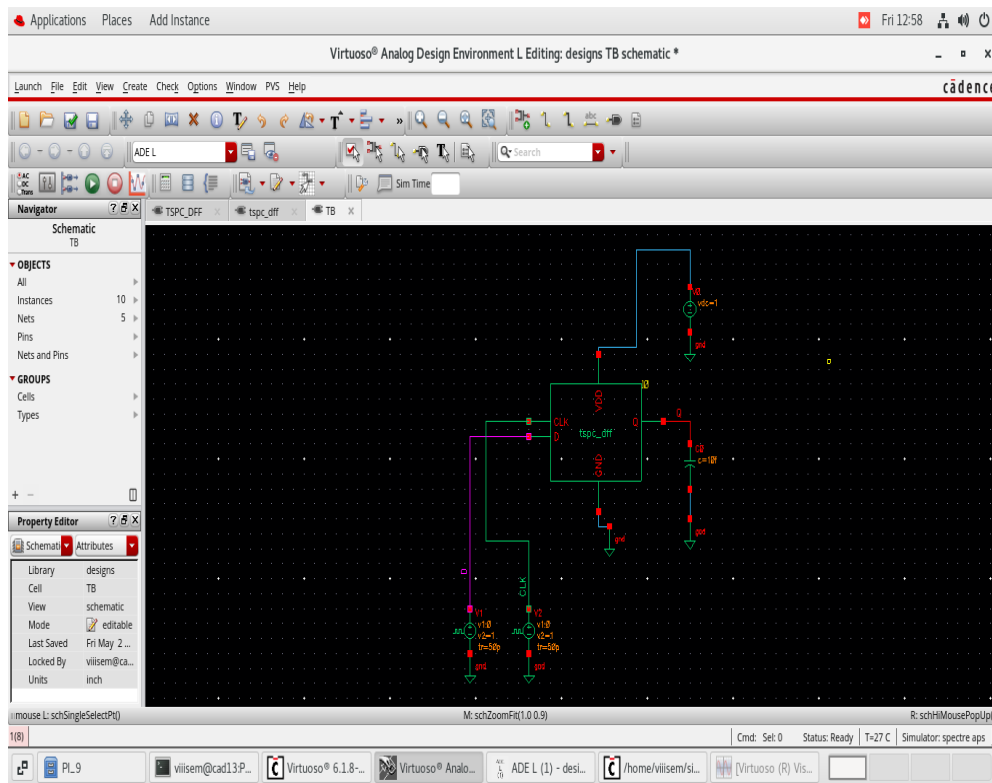 Applications Places Add Instance Fri 12:58
Virtuoso® Analog Design Environment L Editing: designs TB schematic *
Launch File Edit View Create Check Options Window PVS Help cādence
ADE L Search
AC DC Trans Sim Time
Navigator TSPC_DFF tspc_dff TB
Schematic
TB
OBJECTS
All
Instances 10
Nets 5
Pins
Nets and Pins
GROUPS
Cells
Types
Property Editor
Schemati Attributes
Library designs
Cell TB
View schematic
Mode editable
Last Saved Fri May 2 ...
Locked By viiisem@ca...
Units inch
V0
vdc=1
gnd
VDD
CLK
D
Q
tspc_dff
GND
gnd
Q
C0
c=10f
gnd
D
CLK
V1
v1:0
v2=1
tr=50p
gnd
V2
v1:0
v2=1
tr=50p
gnd
mouse L: schSingleSelectPt() M: schZoomFit(1.0 0.9) R: schHiMousePopUp(
1(8) Cmd: Sel: 0 Status: Ready T=27 C Simulator: spectre aps
PI_9 viiisem@cad13:P... Virtuoso® 6.1.8-... Virtuoso® Analo... ADE L (1) - desi... /home/viiisem/si... [Virtuoso (R) Vis...